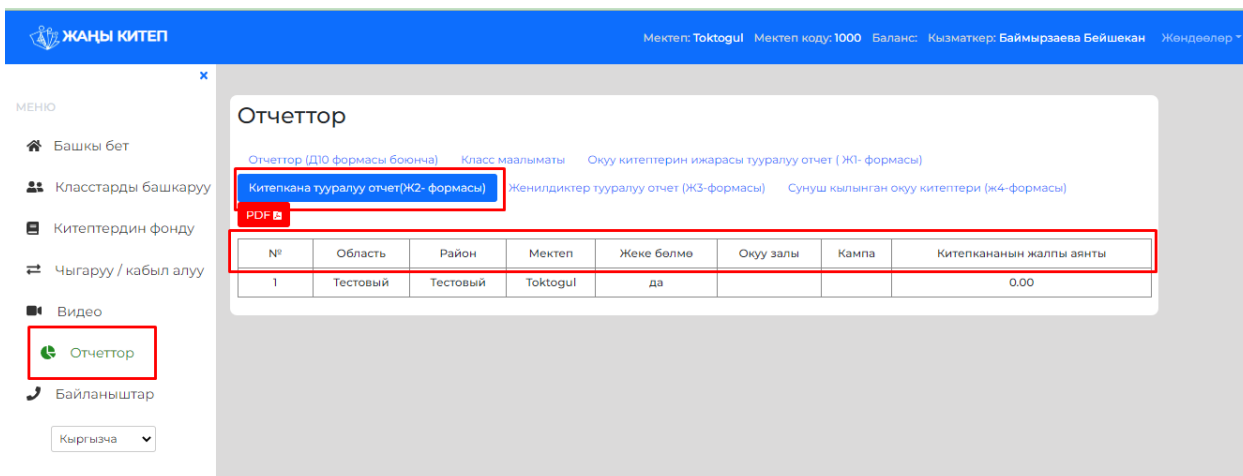 ЖАҢЫ КИТЕП
Мектеп: Toktogul Мектеп коду: 1000 Баланс: Кызматкер: Баймырзаева Бейшекан Жөндөөлөр
×
МЕНЮ
Башкы бет
Класстарды башкаруу
Китептердин фонду
Чыгаруу / кабыл алуу
Видео
Отчеттор
Байланыштар
Кыргызча
Отчеттор
Отчеттор (Д10 формасы боюнча) Класс маалыматы Окуу китептерин ижарасы тууралуу отчет ( Ж1- формасы)
Китепкана тууралуу отчет(Ж2- формасы) Женилдиктер тууралуу отчет (Ж3-формасы) Сунуш кылынган окуу китептери (ж4-формасы)
PDF
№ Область Район Мектеп Жеке бөлмө Окуу залы Кампа Китепкананын жалпы аянты
1 Тестовый Тестовый Toktogul да 0.00